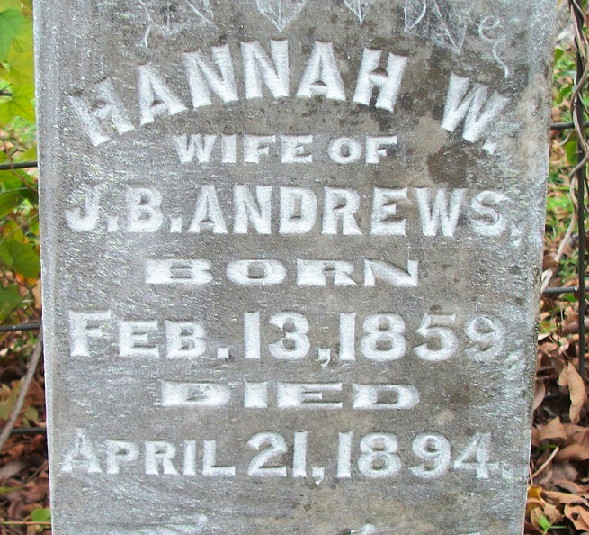 HANNAH W.
WIFE OF
J.B. ANDREWS,
BORN
FEB. 13, 1859,
DIED
APRIL 21, 1894.